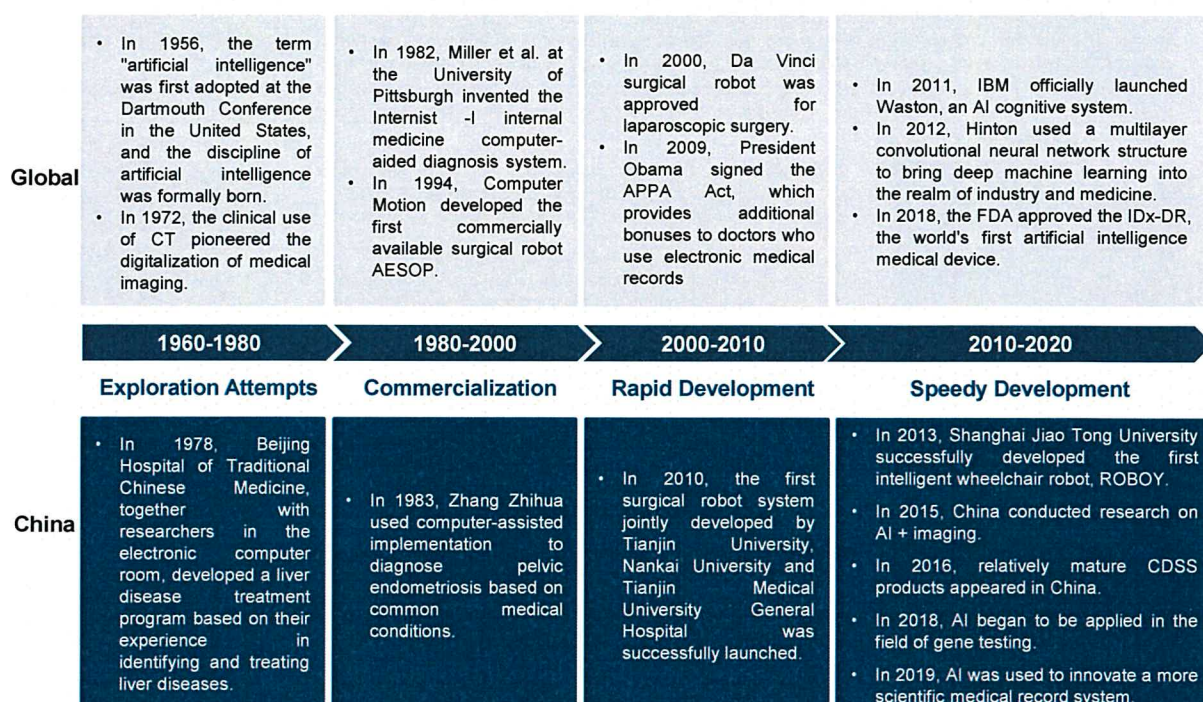 Global
• In 1956, the term
"artificial intelligence"
was first adopted at the
Dartmouth Conference
in the United States,
and the discipline of
artificial intelligence
was formally born.
• In 1972, the clinical use
of CT pioneered the
digitalization of medical
imaging.
• In 1982, Miller et al. at
the University of
Pittsburgh invented the
Internist -I internal
medicine computer-
aided diagnosis system.
• In 1994, Computer
Motion developed the
first commercially
available surgical robot
AESOP.
• In 2000, Da Vinci
surgical robot was
approved for
laparoscopic surgery.
• In 2009, President
Obama signed the
APPA Act, which
provides additional
bonuses to doctors who
use electronic medical
records
• In 2011, IBM officially launched
Waston, an AI cognitive system.
• In 2012, Hinton used a multilayer
convolutional neural network structure
to bring deep machine learning into
the realm of industry and medicine.
• In 2018, the FDA approved the IDx-DR,
the world's first artificial intelligence
medical device.
1960-1980
1980-2000
2000-2010
2010-2020
Exploration Attempts
Commercialization
Rapid Development
Speedy Development
China
• In 1978, Beijing
Hospital of Traditional
Chinese Medicine,
together with
researchers in the
electronic computer
room, developed a liver
disease treatment
program based on their
experience in
identifying and treating
liver diseases.
• In 1983, Zhang Zhihua
used computer-assisted
implementation to
diagnose pelvic
endometriosis based on
common medical
conditions.
• In 2010, the first
surgical robot system
jointly developed by
Tianjin University,
Nankai University and
Tianjin Medical
University General
Hospital was
successfully launched.
• In 2013, Shanghai Jiao Tong University
successfully developed the first
intelligent wheelchair robot, ROBOY.
• In 2015, China conducted research on
AI + imaging.
• In 2016, relatively mature CDSS
products appeared in China.
• In 2018, AI began to be applied in the
field of gene testing.
• In 2019, AI was used to innovate a more
scientific medical record system.